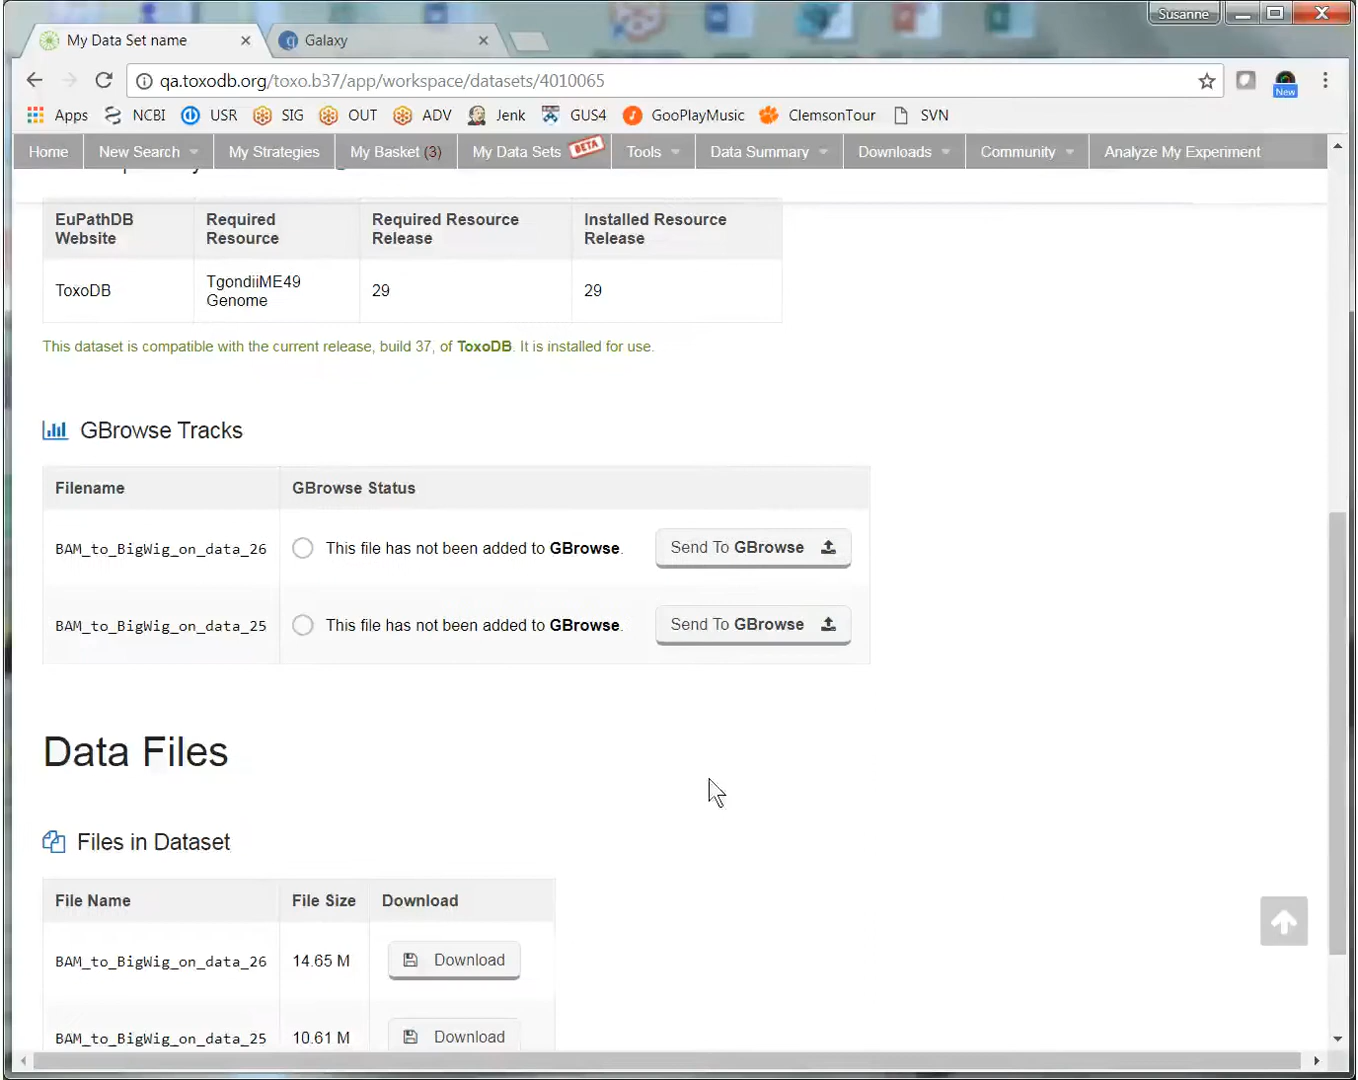 Susanne
My Data Set name
Galaxy
qa.toxodb.org/toxo.b37/app/workspace/datasets/4010065
New
Apps NCBI USR SIG OUT ADV Jenk GUS4 GooPlayMusic ClemsonTour SVN
Home New Search My Strategies My Basket (3) My Data Sets BETA Tools Data Summary Downloads Community Analyze My Experiment
EuPathDB Website
Required Resource
Required Resource Release
Installed Resource Release
ToxoDB
TgondiiME49 Genome
29
29
This dataset is compatible with the current release, build 37, of ToxoDB. It is installed for use.
GBrowse Tracks
Filename GBrowse Status
BAM_to_BigWig_on_data_26 This file has not been added to GBrowse. Send To GBrowse
BAM_to_BigWig_on_data_25 This file has not been added to GBrowse. Send To GBrowse
Data Files
Files in Dataset
File Name File Size Download
BAM_to_BigWig_on_data_26 14.65 M Download
BAM_to_BigWig_on_data_25 10.61 M Download